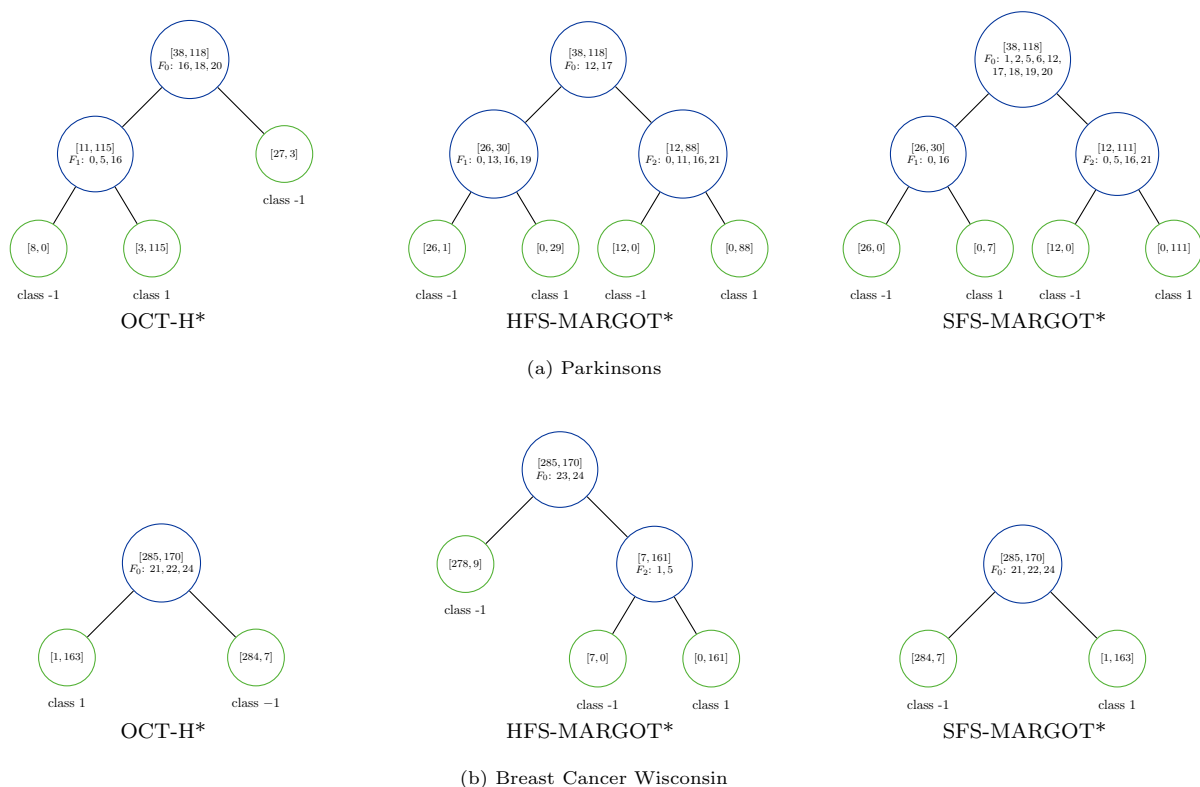 [38, 118]
F0: 16, 18, 20
[11, 115]
F1: 0, 5, 16
[27, 3]
class -1
[8, 0]
[3, 115]
class -1
class 1
OCT-H*
[38, 118]
F0: 12, 17
[26, 30]
F1: 0, 13, 16, 19
[12, 88]
F2: 0, 11, 16, 21
[26, 1]
[0, 29]
[12, 0]
[0, 88]
class -1
class 1
class -1
class 1
HFS-MARGOT*
[38, 118]
F0: 1, 2, 5, 6, 12,
17, 18, 19, 20
[26, 30]
F1: 0, 16
[12, 111]
F2: 0, 5, 16, 21
[26, 0]
[0, 7]
[12, 0]
[0, 111]
class -1
class 1
class -1
class 1
SFS-MARGOT*
(a) Parkinsons
[285, 170]
F0: 21, 22, 24
[1, 163]
[284, 7]
class 1
class −1
OCT-H*
[285, 170]
F0: 23, 24
[278, 9]
class -1
[7, 161]
F2: 1, 5
[7, 0]
[0, 161]
class -1
class 1
HFS-MARGOT*
[285, 170]
F0: 21, 22, 24
[284, 7]
[1, 163]
class -1
class 1
SFS-MARGOT*
(b) Breast Cancer Wisconsin